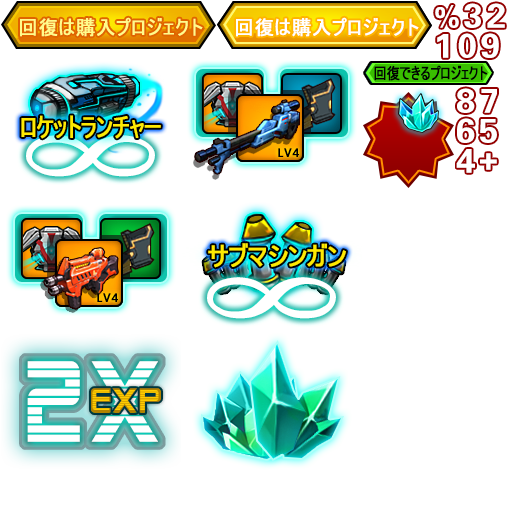 回復は購入プロジェクト
回復は購入プロジェクト
%32
109
回復できるプロジェクト
87
65
4+
ロケットランチャー
LV4
LV4
サブマシンガン
2X
EXP